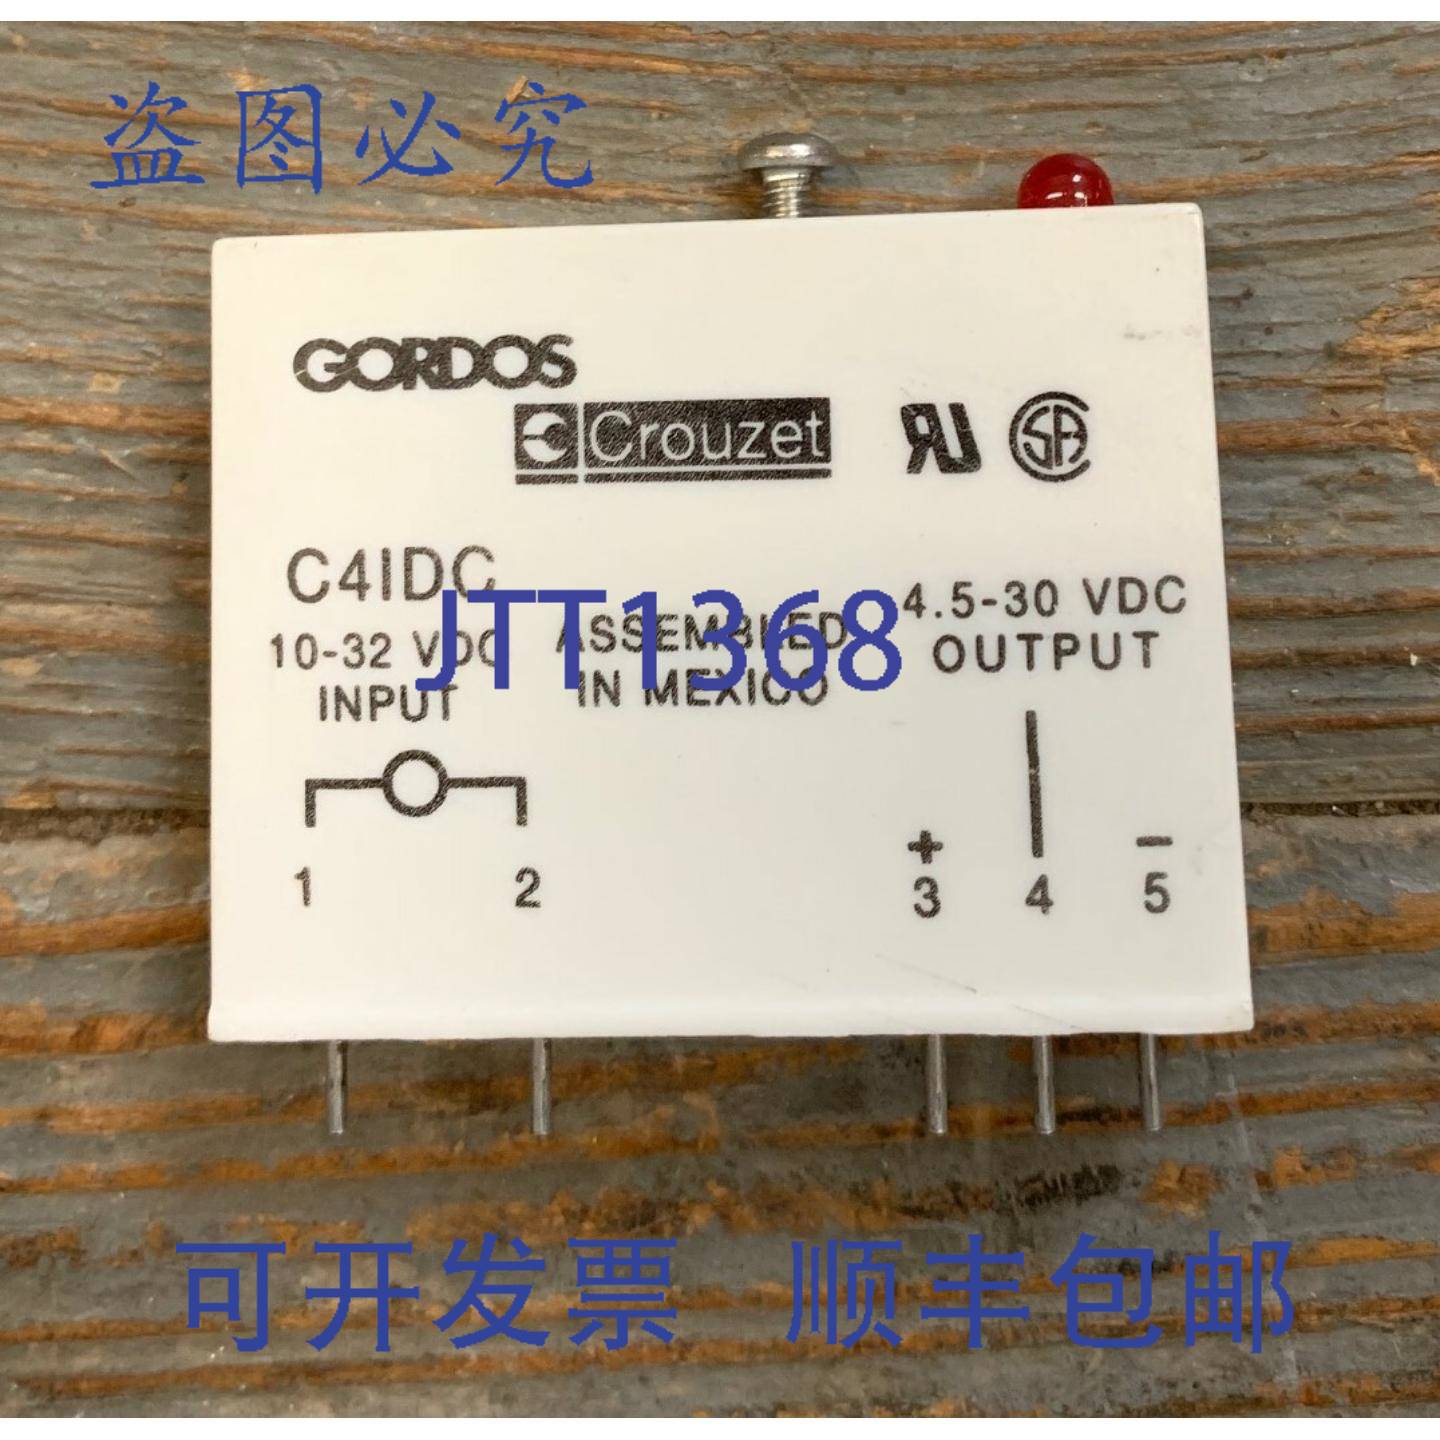 盗图必究
GORDOS
Crouzet
C4IDC
10-32 VDC
INPUT
JTT1368
ASSEMBLED
IN MEXICO
4.5-30 VDC
OUTPUT
1
2
+ 
3
4
–
5
可开发票 顺丰包邮